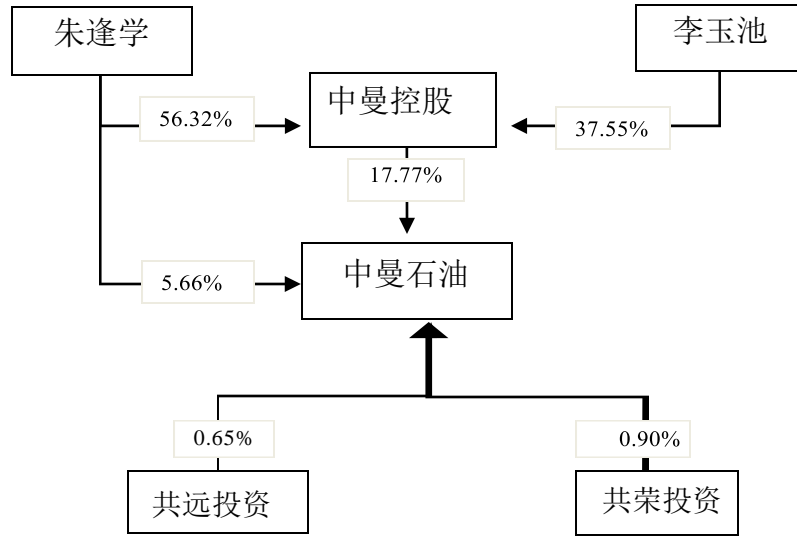 朱逢学
李玉池
中曼控股
56.32%
37.55%
17.77%
中曼石油
5.66%
0.65%
0.90%
共远投资
共荣投资